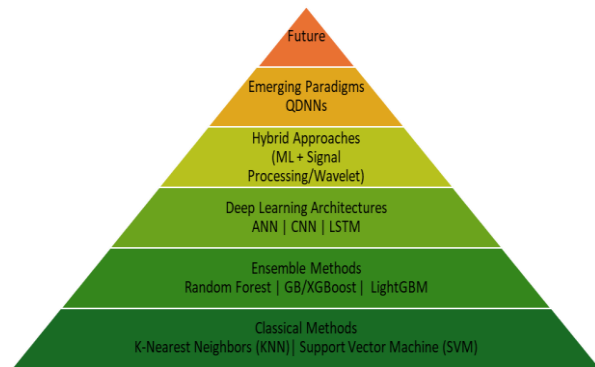 Future
Emerging Paradigms
QDNNs
Hybrid Approaches
(ML + Signal
Processing/Wavelet)
Deep Learning Architectures
ANN | CNN | LSTM
Ensemble Methods
Random Forest | GB/XGBoost | LightGBM
Classical Methods
K-Nearest Neighbors (KNN)| Support Vector Machine (SVM)